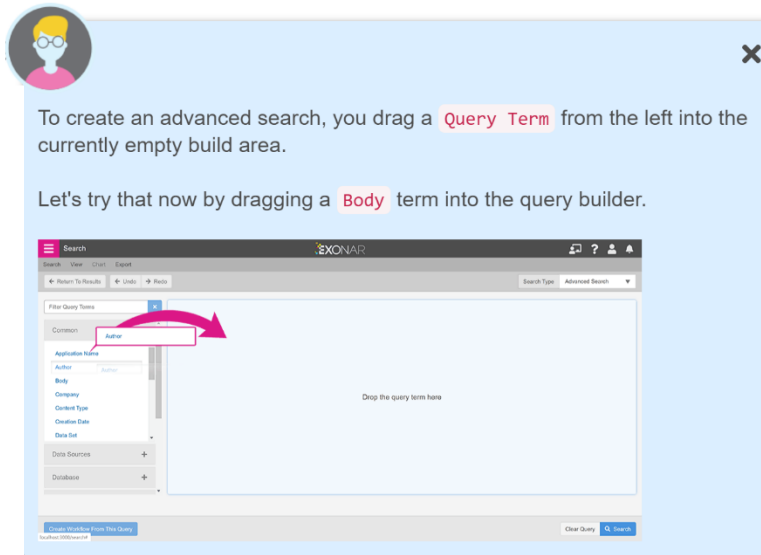 To create an advanced search, you drag a Query Term from the left into the
currently empty build area.
Let's try that now by dragging a Body term into the query builder.
Search
EXONAR
Search View Chart Export
Return To Results Undo Redo
Search Type Advanced Search
Filter Query Terms
Common
Author
Application Name
Author Author
Body
Company
Content Type
Creation Date
Data Set
Data Sources
Database
Drop the query term here
Create Workflow From This Query
Clear Query Search
localhost:3000/search#